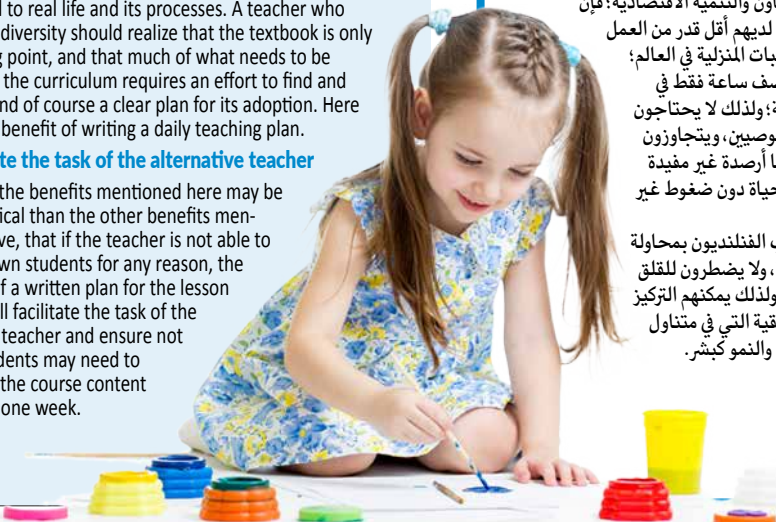 d to real life and its processes. A teacher who
diversity should realize that the textbook is only
g point, and that much of what needs to be
the curriculum requires an effort to find and
nd of course a clear plan for its adoption. Here
benefit of writing a daily teaching plan.
te the task of the alternative teacher
the benefits mentioned here may be
ical than the other benefits men-
ve, that if the teacher is not able to
wn students for any reason, the
f a written plan for the lesson
ll facilitate the task of the
teacher and ensure not
dents may need to
the course content
one week.
اون والتنمية الاقتصادية؛ فإن
لديهم أقل قدر من العمل
بات المنزلية في العالم؛
صف ساعة فقط في
ة؛ ولذلك لا يحتاجون
وصيين، ويتجاوزون
ا أرصدة غير مفيدة
حياة دون ضغوط غير
الفنلنديون بمحاولة
، ولا يضطرون للقلق
ولذلك يمكنهم التركيز
قية التي في متناول
والنمو كبشر.